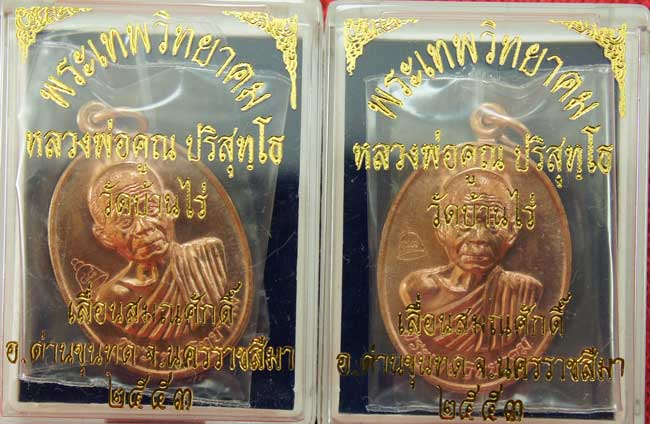 พระเทพวิทยาคม
หลวงพ่อคูณ ปริสุทฺโธ
วัดบ้านไร่
เลื่อนสมณศักดิ์
อ.ด่านขุนทด จ.นครราชสีมา
๒๕๕๓
พระเทพวิทยาคม
หลวงพ่อคูณ ปริสุทฺโธ
วัดบ้านไร่
เลื่อนสมณศักดิ์
อ.ด่านขุนทด จ.นครราชสีมา
๒๕๕๓